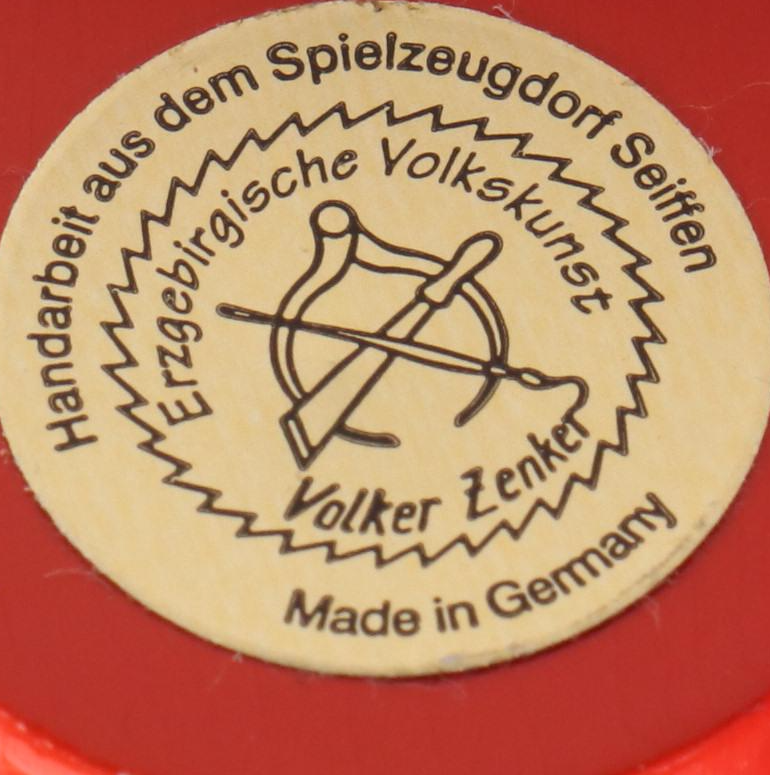 Handarbeit aus dem Spielzeugdorf Seiffen
Erzgebirgische Volkskunst
Volker Zenker
Made in Germany